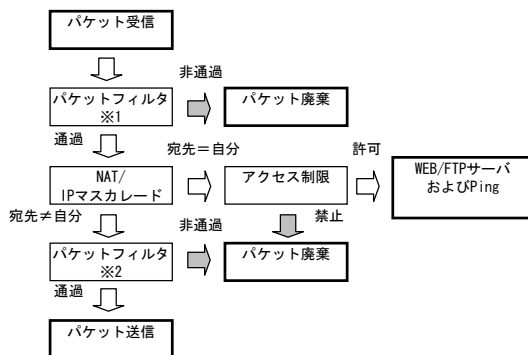 パケット受信
非通過
パケットフィルタ
※1
パケット廃棄
通過
宛先＝自分
許可
NAT/
IPマスカレード
アクセス制限
WEB/FTPサーバ
およびPing
宛先≠自分
非通過
禁止
パケットフィルタ
※2
パケット廃棄
通過
パケット送信